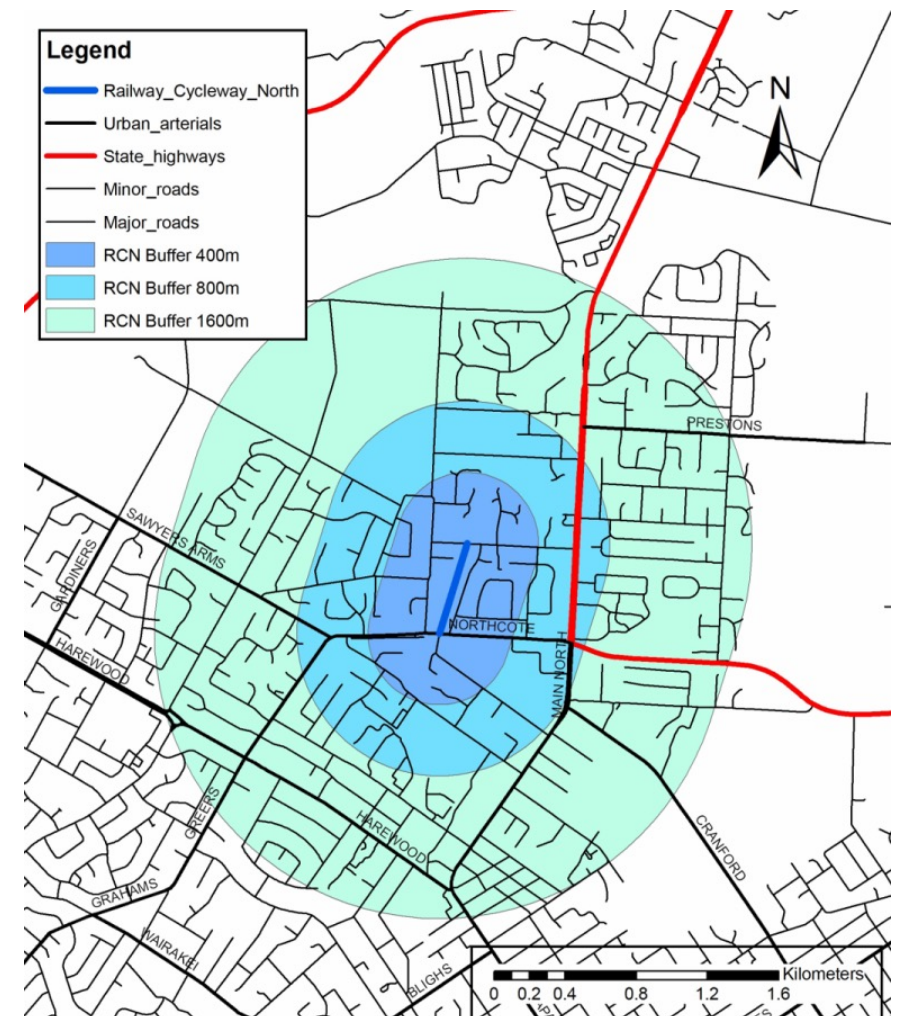 Legend
Railway_Cycleway_North
Urban_arterials
State_highways
Minor_roads
Major_roads
RCN Buffer 400m
RCN Buffer 800m
RCN Buffer 1600m
N
PRESTONS
SAWYERS ARMS
GARDINERS
NORTHCOTE
HAREWOOD
MAIN NORTH
GREERS
HAREWOOD
CRANFORD
GRAHAMS
WAIRAKEI
BLIGHS
Kilometers
0 0.2 0.4 0.8 1.2 1.6